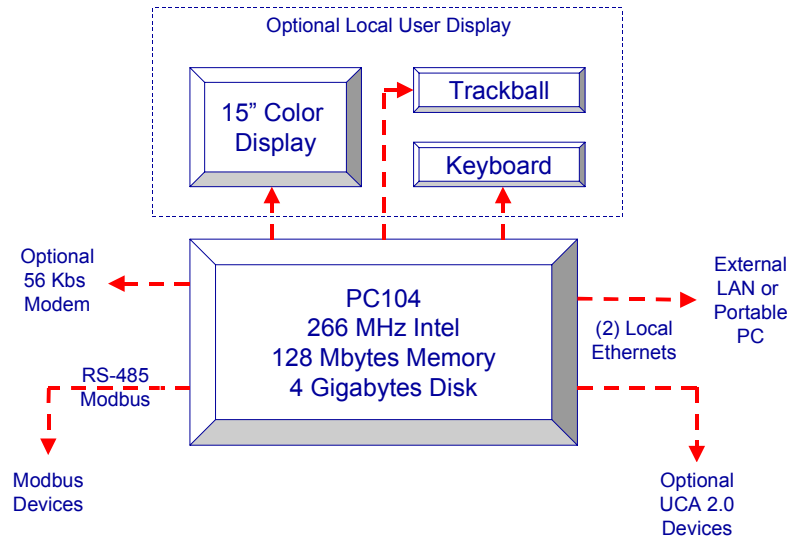 Optional Local User Display
15” Color
Display
Trackball
Keyboard
Optional
56 Kbs
Modem
PC104
266 MHz Intel
128 Mbytes Memory
4 Gigabytes Disk
External
LAN or
Portable
PC
(2) Local
Ethernets
RS-485
Modbus
Modbus
Devices
Optional
UCA 2.0
Devices